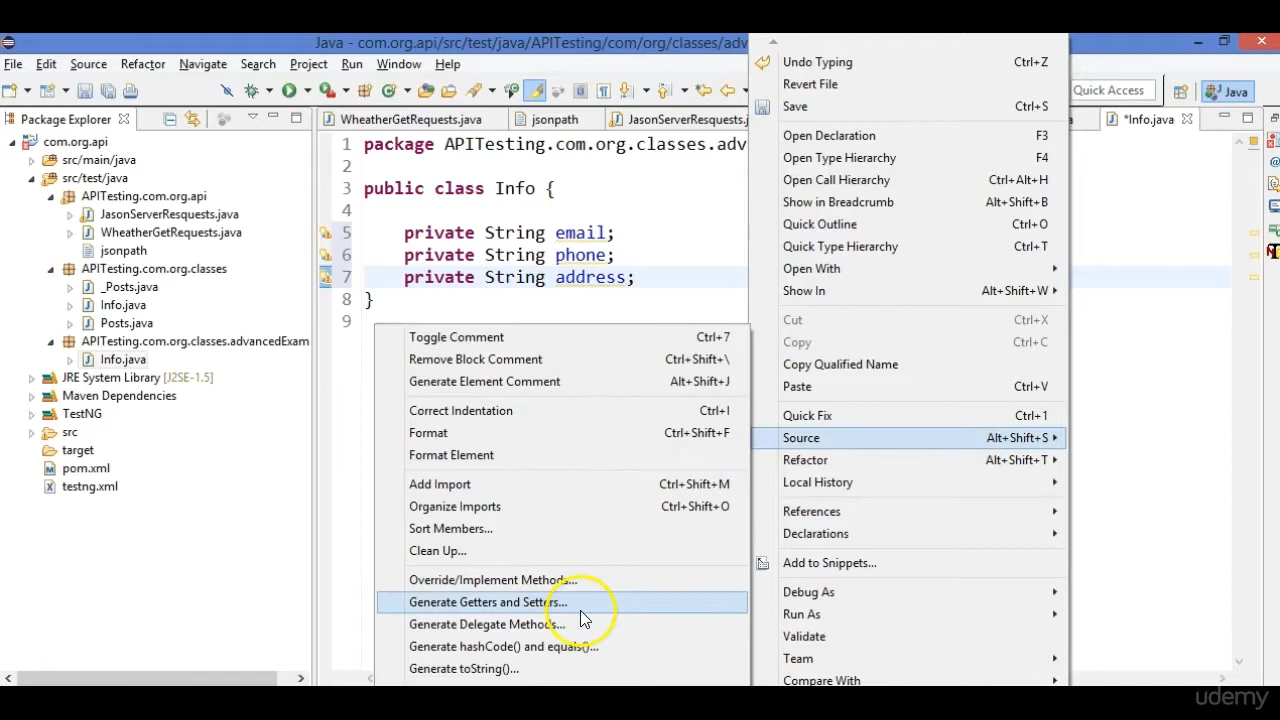 Java - com.org.api/src/test/java/APITesting/com/org/classes/adv
File Edit Source Refactor Navigate Search Project Run Window Help
Quick Access
Java
Package Explorer
WheatherGetRequests.java
jsonpath
JasonServerResquests.j
*Info.java
com.org.api
src/main/java
src/test/java
APITesting.com.org.api
JasonServerResquests.java
WheatherGetRequests.java
jsonpath
APITesting.com.org.classes
_Posts.java
Info.java
Posts.java
APITesting.com.org.classes.advancedExam
Info.java
JRE System Library [J2SE-1.5]
Maven Dependencies
TestNG
src
target
pom.xml
testng.xml
1 package APITesting.com.org.classes.adv
2
3 public class Info {
4
5 private String email;
6 private String phone;
7 private String address;
8 }
9
Toggle Comment Ctrl+7
Remove Block Comment Ctrl+Shift+\
Generate Element Comment Alt+Shift+J
Correct Indentation Ctrl+I
Format Ctrl+Shift+F
Format Element
Add Import Ctrl+Shift+M
Organize Imports Ctrl+Shift+O
Sort Members...
Clean Up...
Override/Implement Methods...
Generate Getters and Setters...
Generate Delegate Methods...
Generate hashCode() and equals()...
Generate toString()...
Undo Typing Ctrl+Z
Revert File
Save Ctrl+S
Open Declaration F3
Open Type Hierarchy F4
Open Call Hierarchy Ctrl+Alt+H
Show in Breadcrumb Alt+Shift+B
Quick Outline Ctrl+O
Quick Type Hierarchy Ctrl+T
Open With
Show In Alt+Shift+W
Cut Ctrl+X
Copy Ctrl+C
Copy Qualified Name
Paste Ctrl+V
Quick Fix Ctrl+1
Source Alt+Shift+S
Refactor Alt+Shift+T
Local History
References
Declarations
Add to Snippets...
Debug As
Run As
Validate
Team
Compare With
udemy